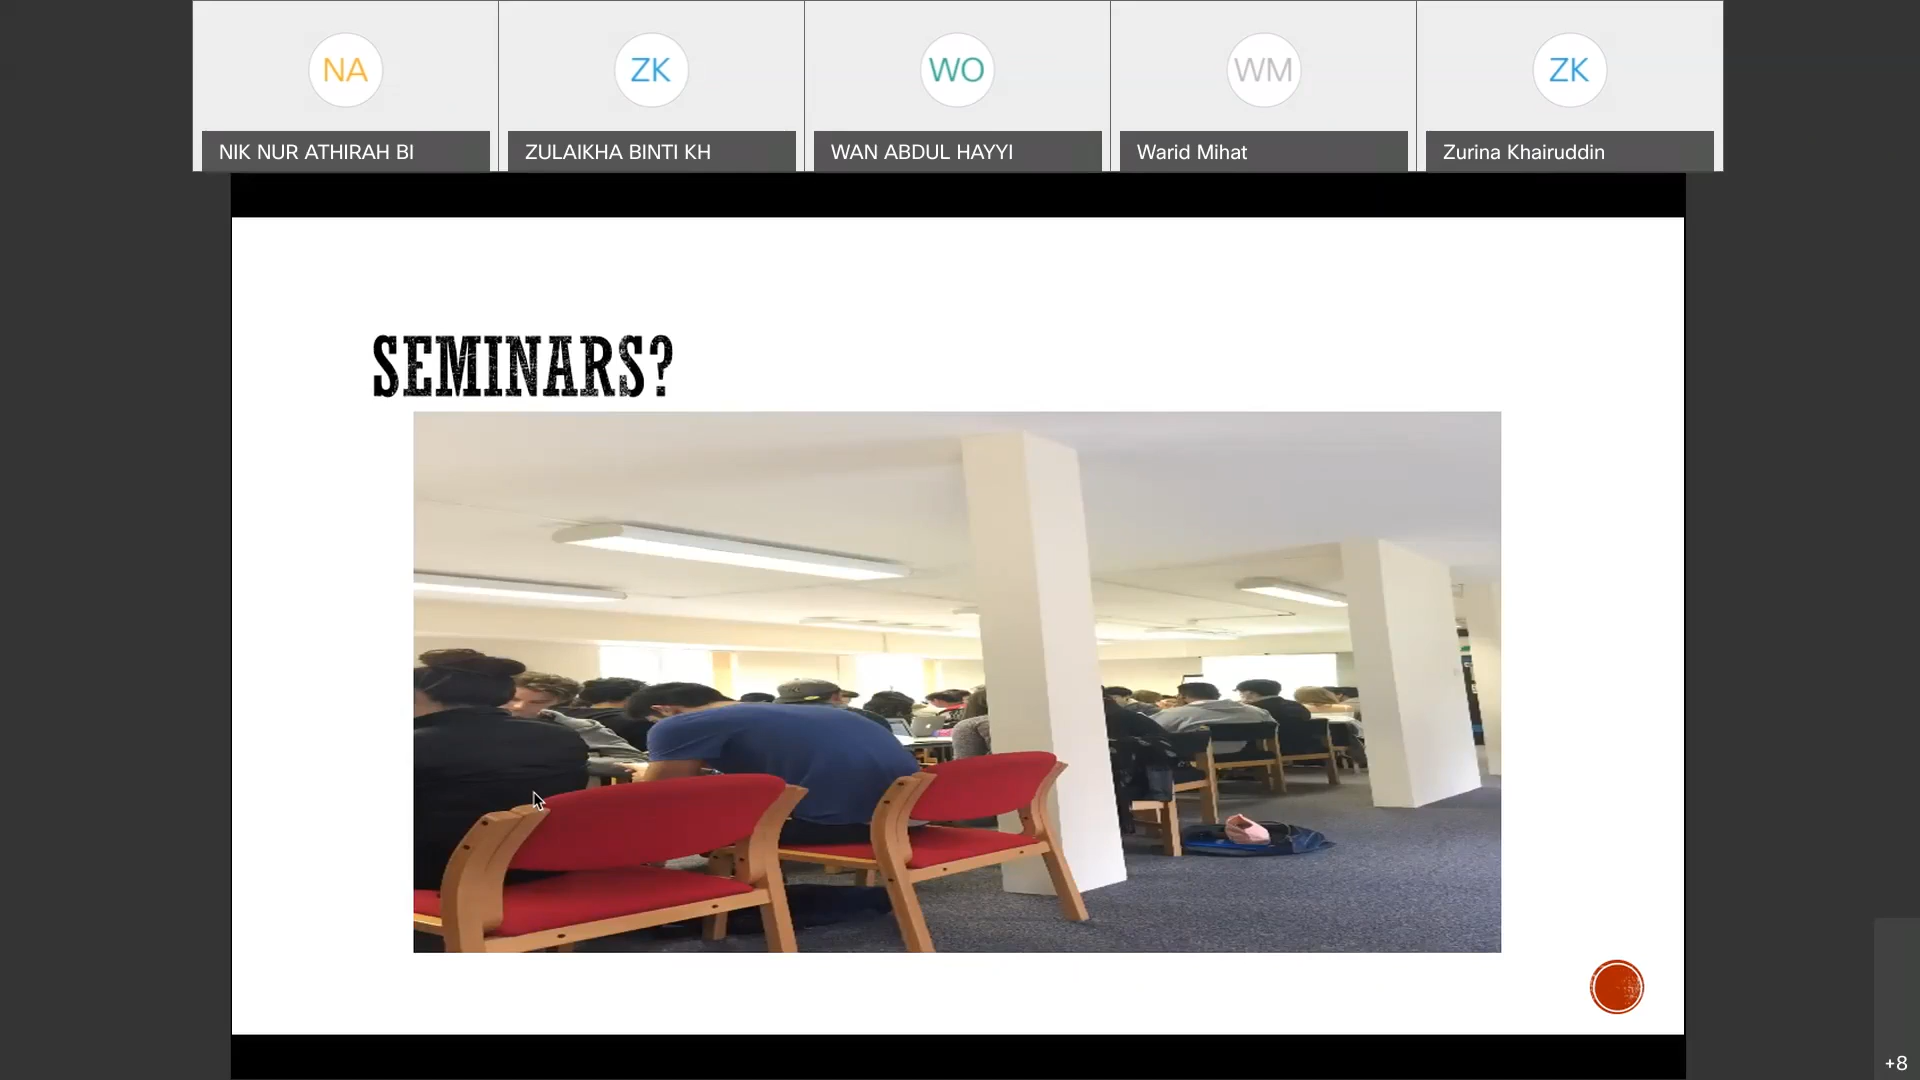 NA
ZK
WO
WM
ZK
NIK NUR ATHIRAH BI
ZULAIKHA BINTI KH
WAN ABDUL HAYYI
Warid Mihat
Zurina Khairuddin
SEMINARS?
+8